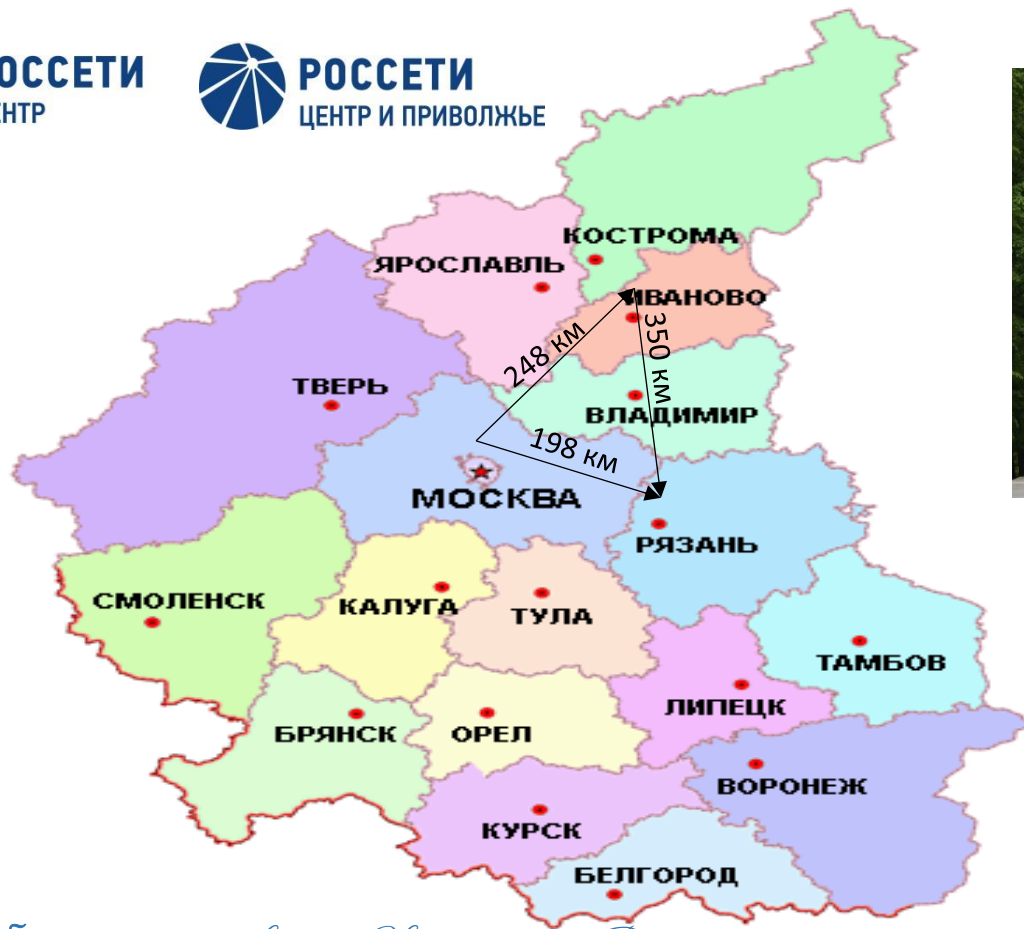 ОССЕТИ
НТР
РОССЕТИ
ЦЕНТР И ПРИВОЛЖЬЕ
КОСТРОМА
ЯРОСЛАВЛЬ
ИВАНОВО
248 км
350 км
ТВЕРЬ
ВЛАДИМИР
198 км
МОСКВА
РЯЗАНЬ
СМОЛЕНСК
КАЛУГА
ТУЛА
ТАМБОВ
ЛИПЕЦК
БРЯНСК
ОРЕЛ
ВОРОНЕЖ
КУРСК
БЕЛГОРОД